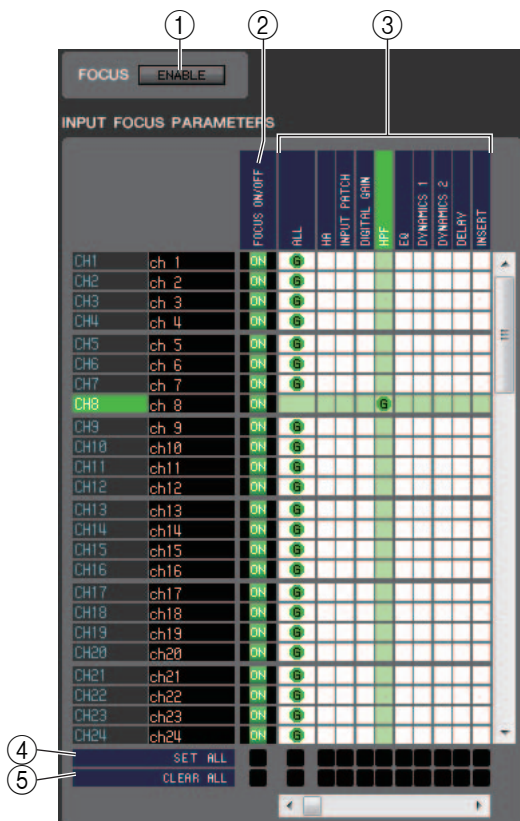 ① ② ③
FOCUS ENABLE
INPUT FOCUS PARAMETERS
FOCUS ON/OFF ALL HA INPUT PATCH DIGITAL GAIN HPF EQ DYNAMICS 1 DYNAMICS 2 DELAY INSERT
CH1 ch 1 ON G
CH2 ch 2 ON G
CH3 ch 3 ON G
CH4 ch 4 ON G
CH5 ch 5 ON G
CH6 ch 6 ON G
CH7 ch 7 ON G
CH8 ch 8 ON G
CH9 ch 9 ON G
CH10 ch10 ON G
CH11 ch11 ON G
CH12 ch12 ON G
CH13 ch13 ON G
CH14 ch14 ON G
CH15 ch15 ON G
CH16 ch16 ON G
CH17 ch17 ON G
CH18 ch18 ON G
CH19 ch19 ON G
CH20 ch20 ON G
CH21 ch21 ON G
CH22 ch22 ON G
CH23 ch23 ON G
CH24 ch24 ON G
④ SET ALL
⑤ CLEAR ALL